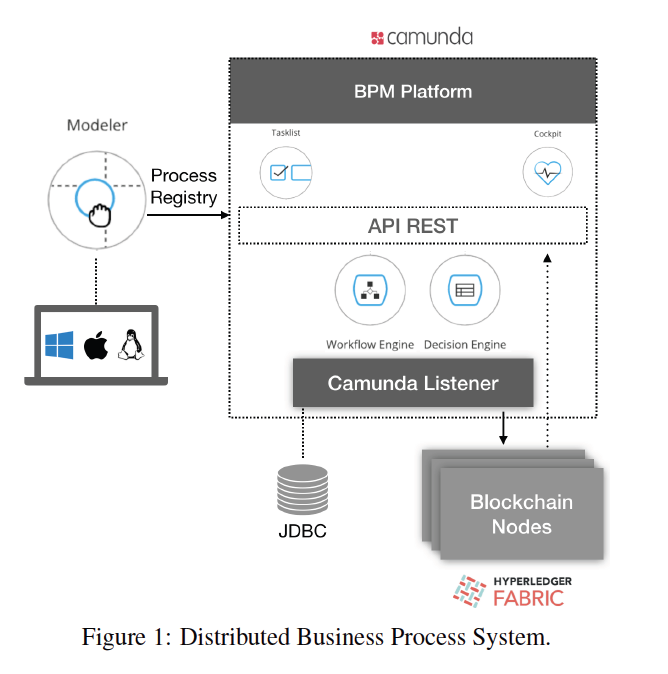 camunda
BPM Platform
Modeler
Tasklist
Cockpit
Process
Registry
API REST
Workflow Engine
Decision Engine
Camunda Listener
JDBC
Blockchain
Nodes
HYPERLEDGER
FABRIC
Figure 1: Distributed Business Process System.